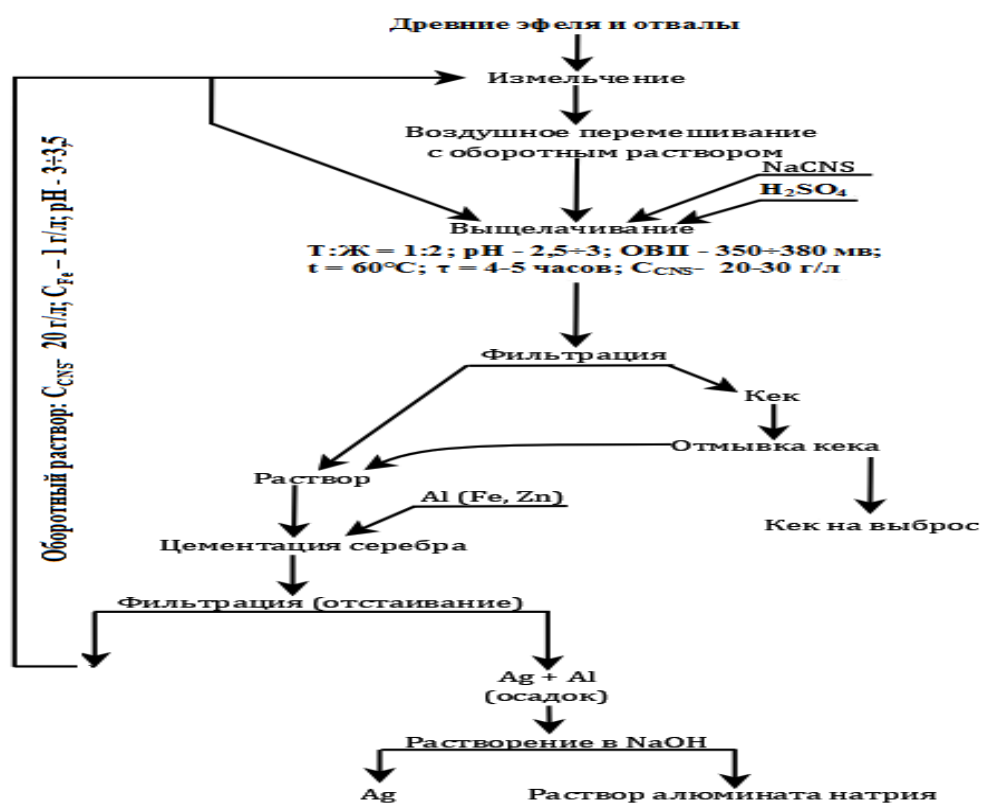 Древние эфеля и отвалы
Измельчение
Воздушное перемешивание
с оборотным раствором
NaCNS
H₂SO₄
Выщелачивание
Т:Ж = 1:2 ; pH - 2,5÷3; ОВП - 350÷380 мв;
t = 60°C; τ = 4-5 часов; C_CNS- 20-30 г/л
Оборотный раствор: C_CNS- 20 г/л; C_Fe – 1 г/л; pH - 3÷3,5
Фильтрация
Кек
Отмывка кека
Раствор
Al (Fe, Zn)
Кек на выброс
Цементация серебра
Фильтрация (отстаивание)
Ag + Al
(осадок)
Растворение в NaOH
Ag
Раствор алюмината натрия